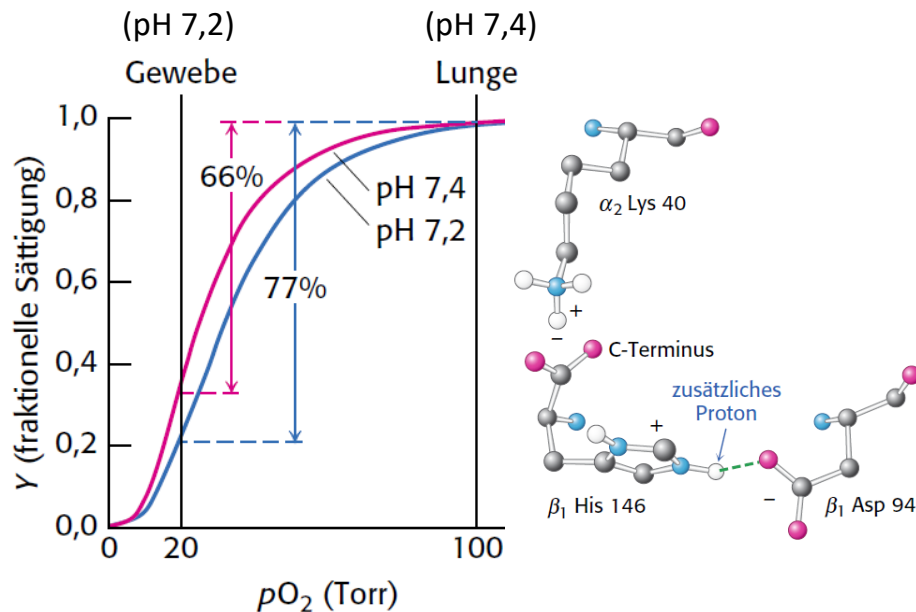 (pH 7,2)
(pH 7,4)
Gewebe
Lunge
1,0
0,8
0,6
0,4
0,2
0,0
Y (fraktionelle Sättigung)
66%
77%
pH 7,4
pH 7,2
0
20
100
pO₂ (Torr)
α₂ Lys 40
+
−
C-Terminus
zusätzliches
Proton
+
−
β₁ His 146
β₁ Asp 94